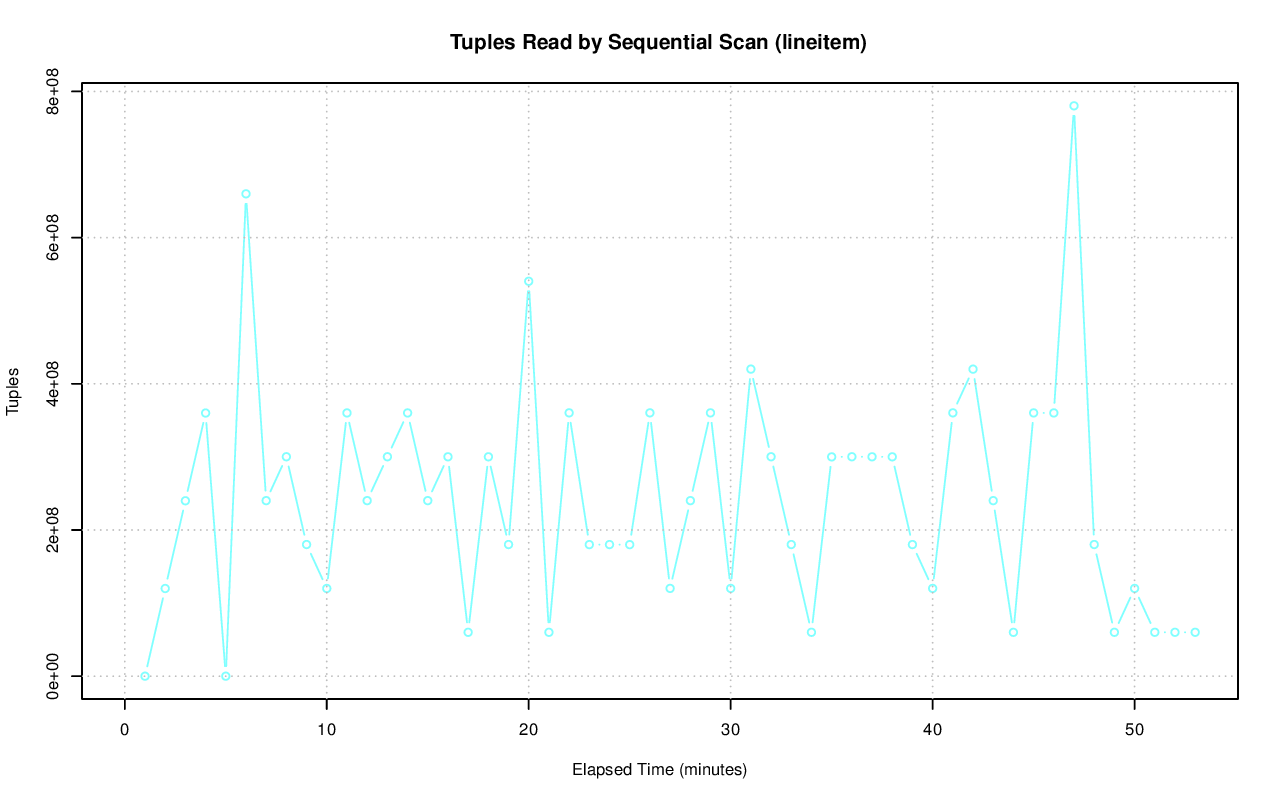 Tuples Read by Sequential Scan (lineitem)
8e+08
6e+08
4e+08
2e+08
0e+00
Tuples
0 10 20 30 40 50
Elapsed Time (minutes)